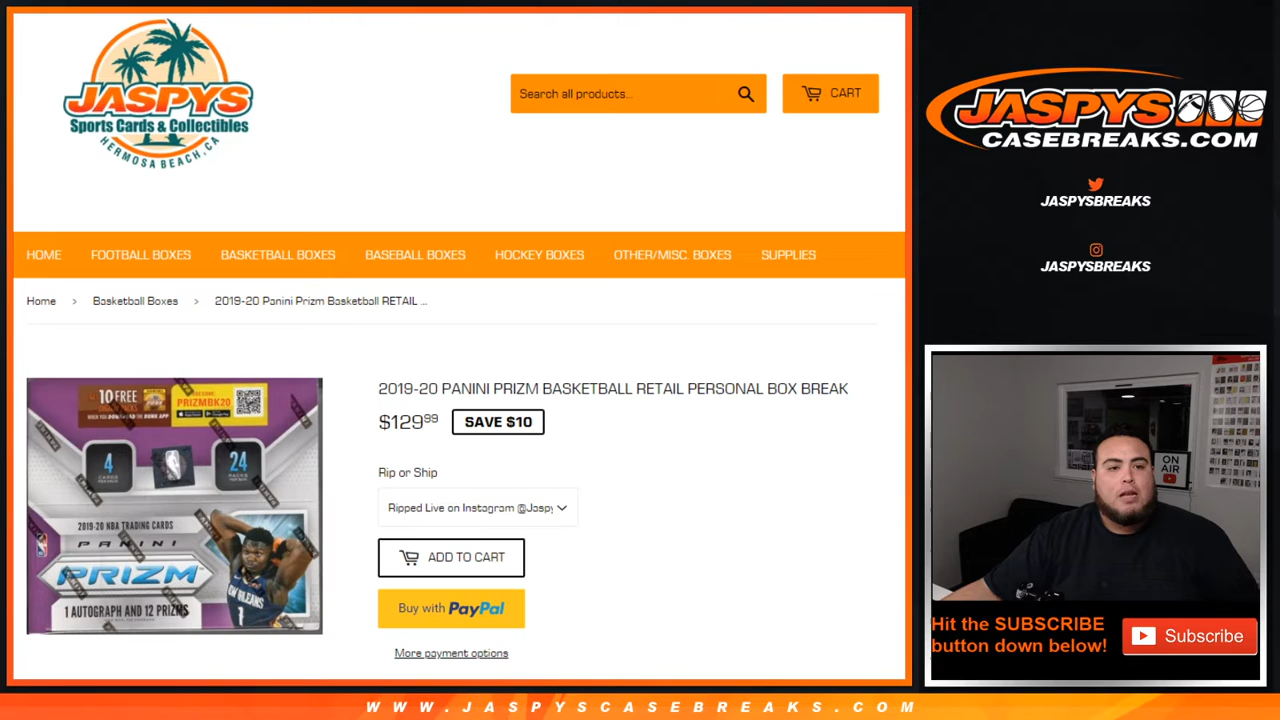 JASPYS
Sports Cards & Collectibles
HERMOSA BEACH, CA
Search all products...
CART
HOME
FOOTBALL BOXES
BASKETBALL BOXES
BASEBALL BOXES
HOCKEY BOXES
OTHER/MISC. BOXES
SUPPLIES
Home › Basketball Boxes › 2019-20 Panini Prizm Basketball RETAIL ...
10 FREE
PRIZMBK20
4
24
2019-20 NBA TRADING CARDS
PANINI
PRIZM
1 AUTOGRAPH AND 12 PRIZMS
NEW ORLEANS
1
2019-20 PANINI PRIZM BASKETBALL RETAIL PERSONAL BOX BREAK
$129.99 SAVE $10
Rip or Ship
Ripped Live on Instagram @Jaspy
ADD TO CART
Buy with PayPal
More payment options
JASPYS
CASEBREAKS.COM
JASPYSBREAKS
JASPYSBREAKS
ON
AIR
Hit the SUBSCRIBE
button down below!
Subscribe
WWW.JASPYSCASEBREAKS.COM